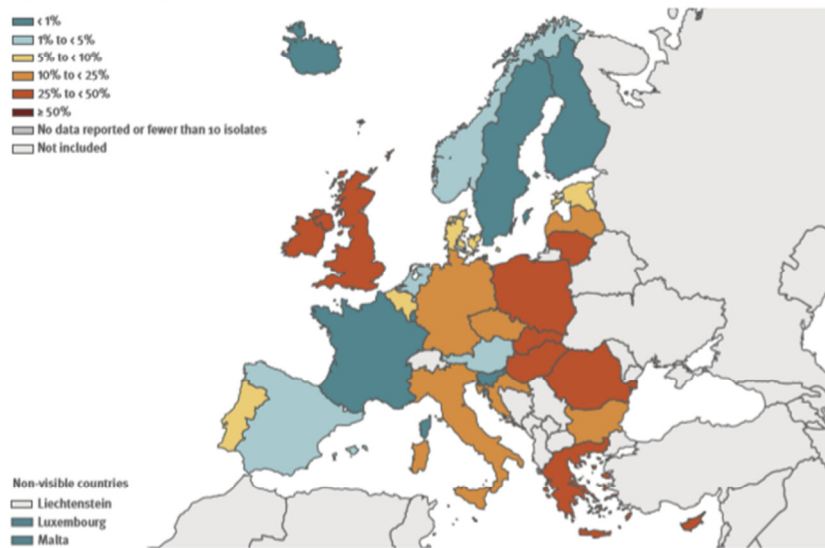 < 1%
1% to < 5%
5% to < 10%
10% to < 25%
25% to < 50%
≥ 50%
No data reported or fewer than 10 isolates
Not included
Non-visible countries
Liechtenstein
Luxembourg
Malta